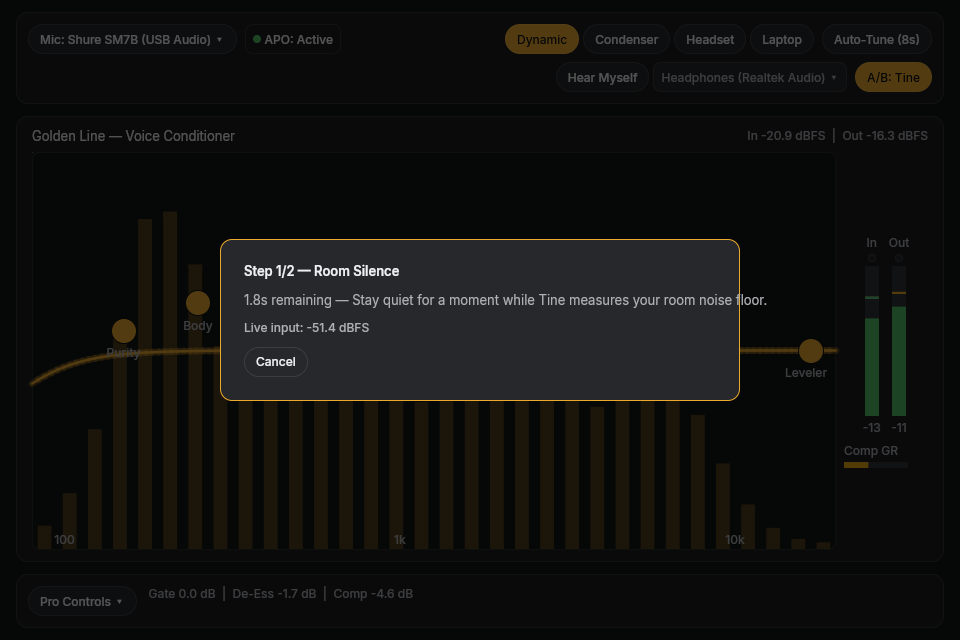 Mic: Shure SM7B (USB Audio) ▾
APO: Active
Dynamic
Condenser
Headset
Laptop
Auto-Tune (8s)
Hear Myself
Headphones (Realtek Audio) ▾
A/B: Tine
Golden Line — Voice Conditioner
In -20.9 dBFS | Out -16.3 dBFS
In Out
Step 1/2 — Room Silence
1.8s remaining — Stay quiet for a moment while Tine measures your room noise floor.
Live input: -51.4 dBFS
Cancel
Body
Purity
Leveler
-13 -11
Comp GR
100 1k 10k
Pro Controls ▾
Gate 0.0 dB | De-Ess -1.7 dB | Comp -4.6 dB